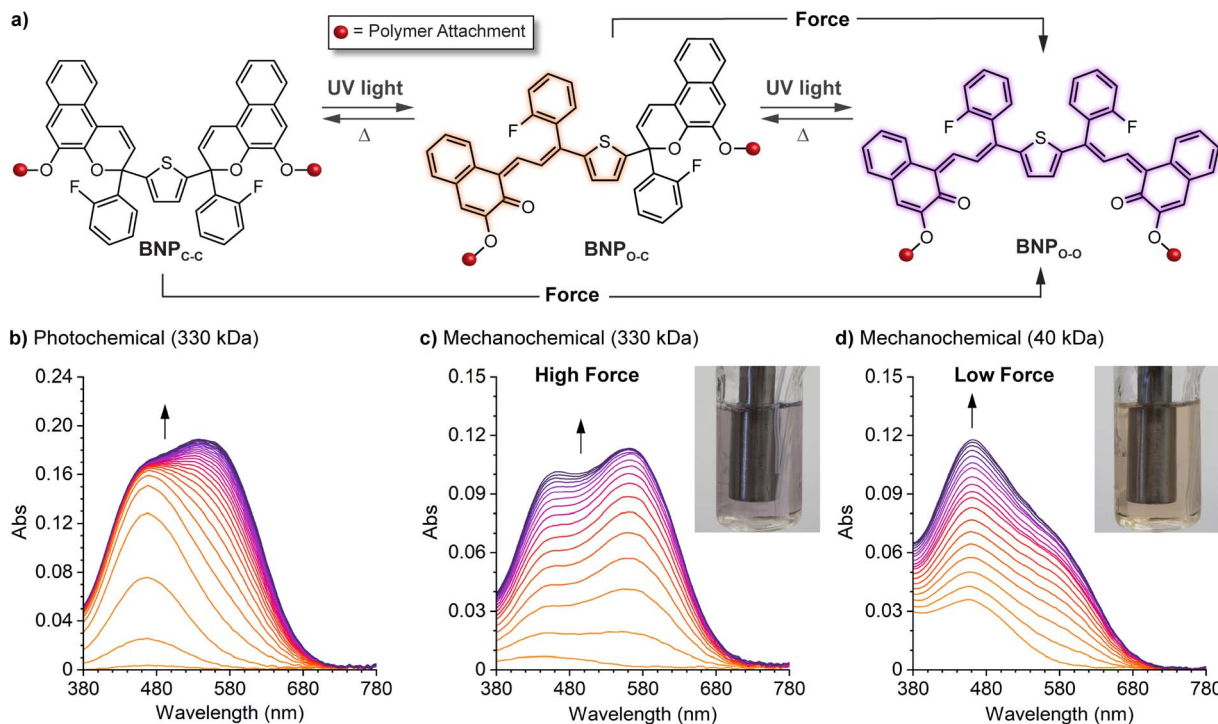 a)
= Polymer Attachment
Force
UV light
Δ
UV light
Δ
F
S
F
O
O
O
O
F
S
O
O
F
O
O
F
S
F
O
O
O
O
BNPC-C
BNPO-C
BNPO-O
Force
b) Photochemical (330 kDa)
c) Mechanochemical (330 kDa)
d) Mechanochemical (40 kDa)
High Force
Low Force
0.24
0.20
0.16
0.12
0.08
0.04
0
Abs
380 480 580 680 780
Wavelength (nm)
0.15
0.12
0.09
0.06
0.03
0
Abs
380 480 580 680 780
Wavelength (nm)
0.15
0.12
0.09
0.06
0.03
0
Abs
380 480 580 680 780
Wavelength (nm)